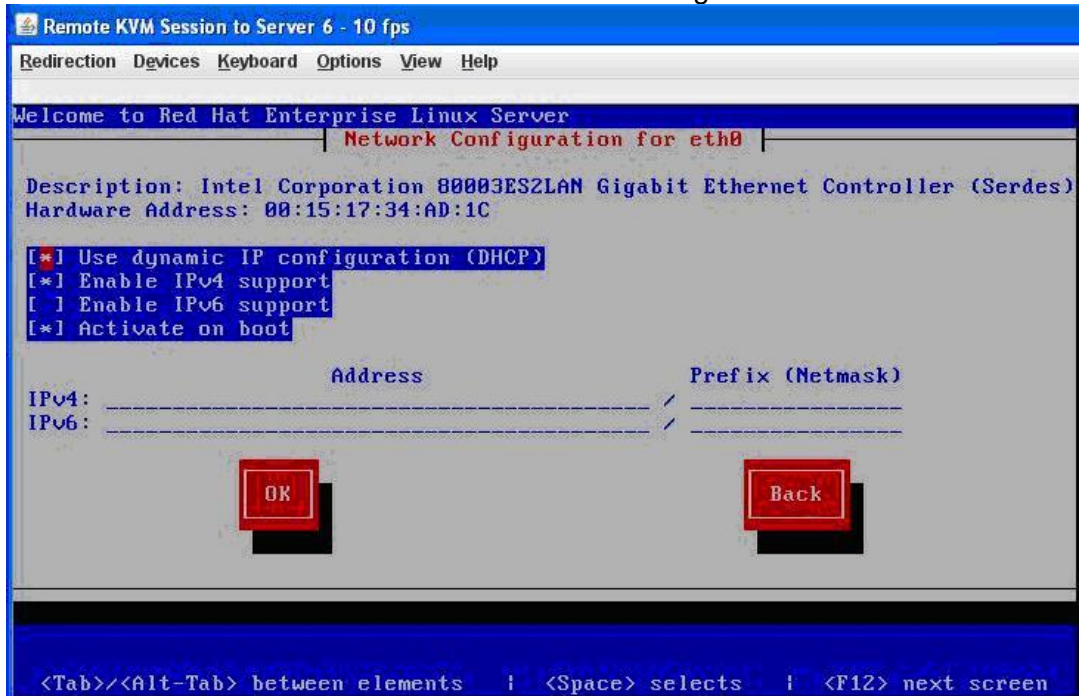 Remote KVM Session to Server 6 - 10 fps
Redirection Devices Keyboard Options View Help
Welcome to Red Hat Enterprise Linux Server
Network Configuration for eth0
Description: Intel Corporation 80003ES2LAN Gigabit Ethernet Controller (Serdes)
Hardware Address: 00:15:17:34:AD:1C
[*] Use dynamic IP configuration (DHCP)
[*] Enable IPv4 support
[ ] Enable IPv6 support
[*] Activate on boot
Address Prefix (Netmask)
IPv4: / 
IPv6: / 
OK Back
<Tab>/<Alt-Tab> between elements | <Space> selects | <F12> next screen